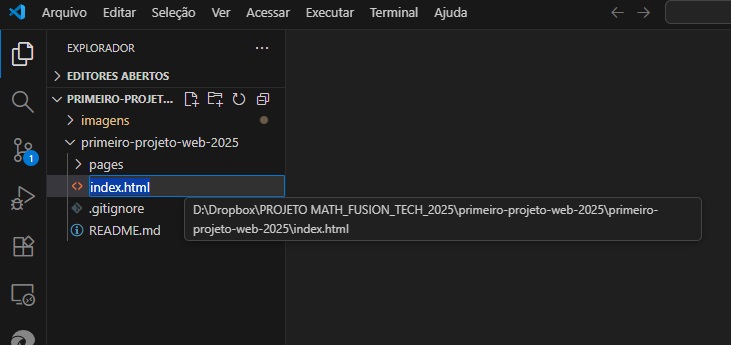 Arquivo Editar Seleção Ver Acessar Executar Terminal Ajuda
EXPLORADOR
EDITORES ABERTOS
PRIMEIRO-PROJET...
imagens
primeiro-projeto-web-2025
1
pages
index.html
.gitignore
D:\Dropbox\PROJETO MATH_FUSION_TECH_2025\primeiro-projeto-web-2025\primeiro-
projeto-web-2025\index.html
README.md